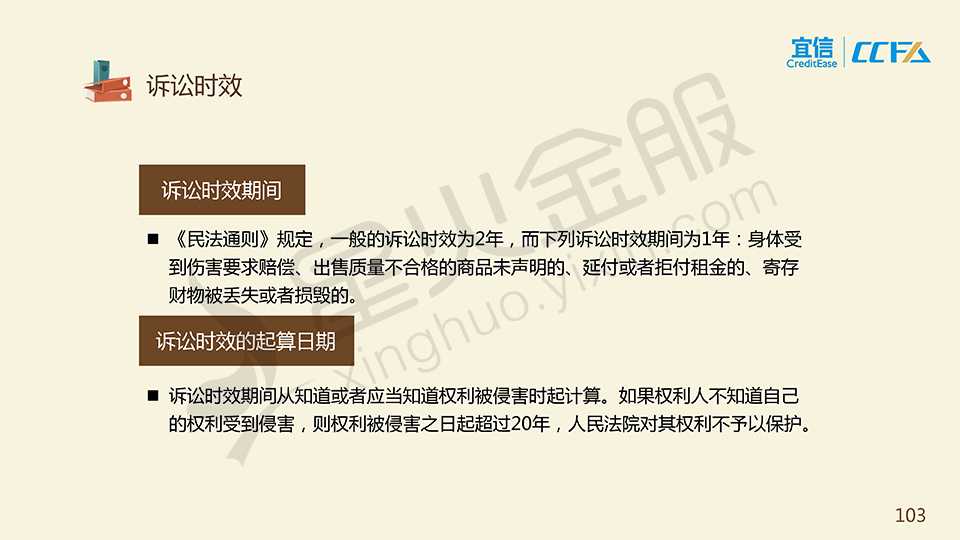 宜信
CreditEase
CCFA
诉讼时效
诉讼时效期间
■ 《民法通则》规定，一般的诉讼时效为2年，而下列诉讼时效期间为1年：身体受
到伤害要求赔偿、出售质量不合格的商品未声明的、延付或者拒付租金的、寄存
财物被丢失或者损毁的。
诉讼时效的起算日期
■ 诉讼时效期间从知道或者应当知道权利被侵害时起计算。如果权利人不知道自己
的权利受到侵害，则权利被侵害之日起超过20年，人民法院对其权利不予以保护。
星火金服
xinghuo.yixin.com
103